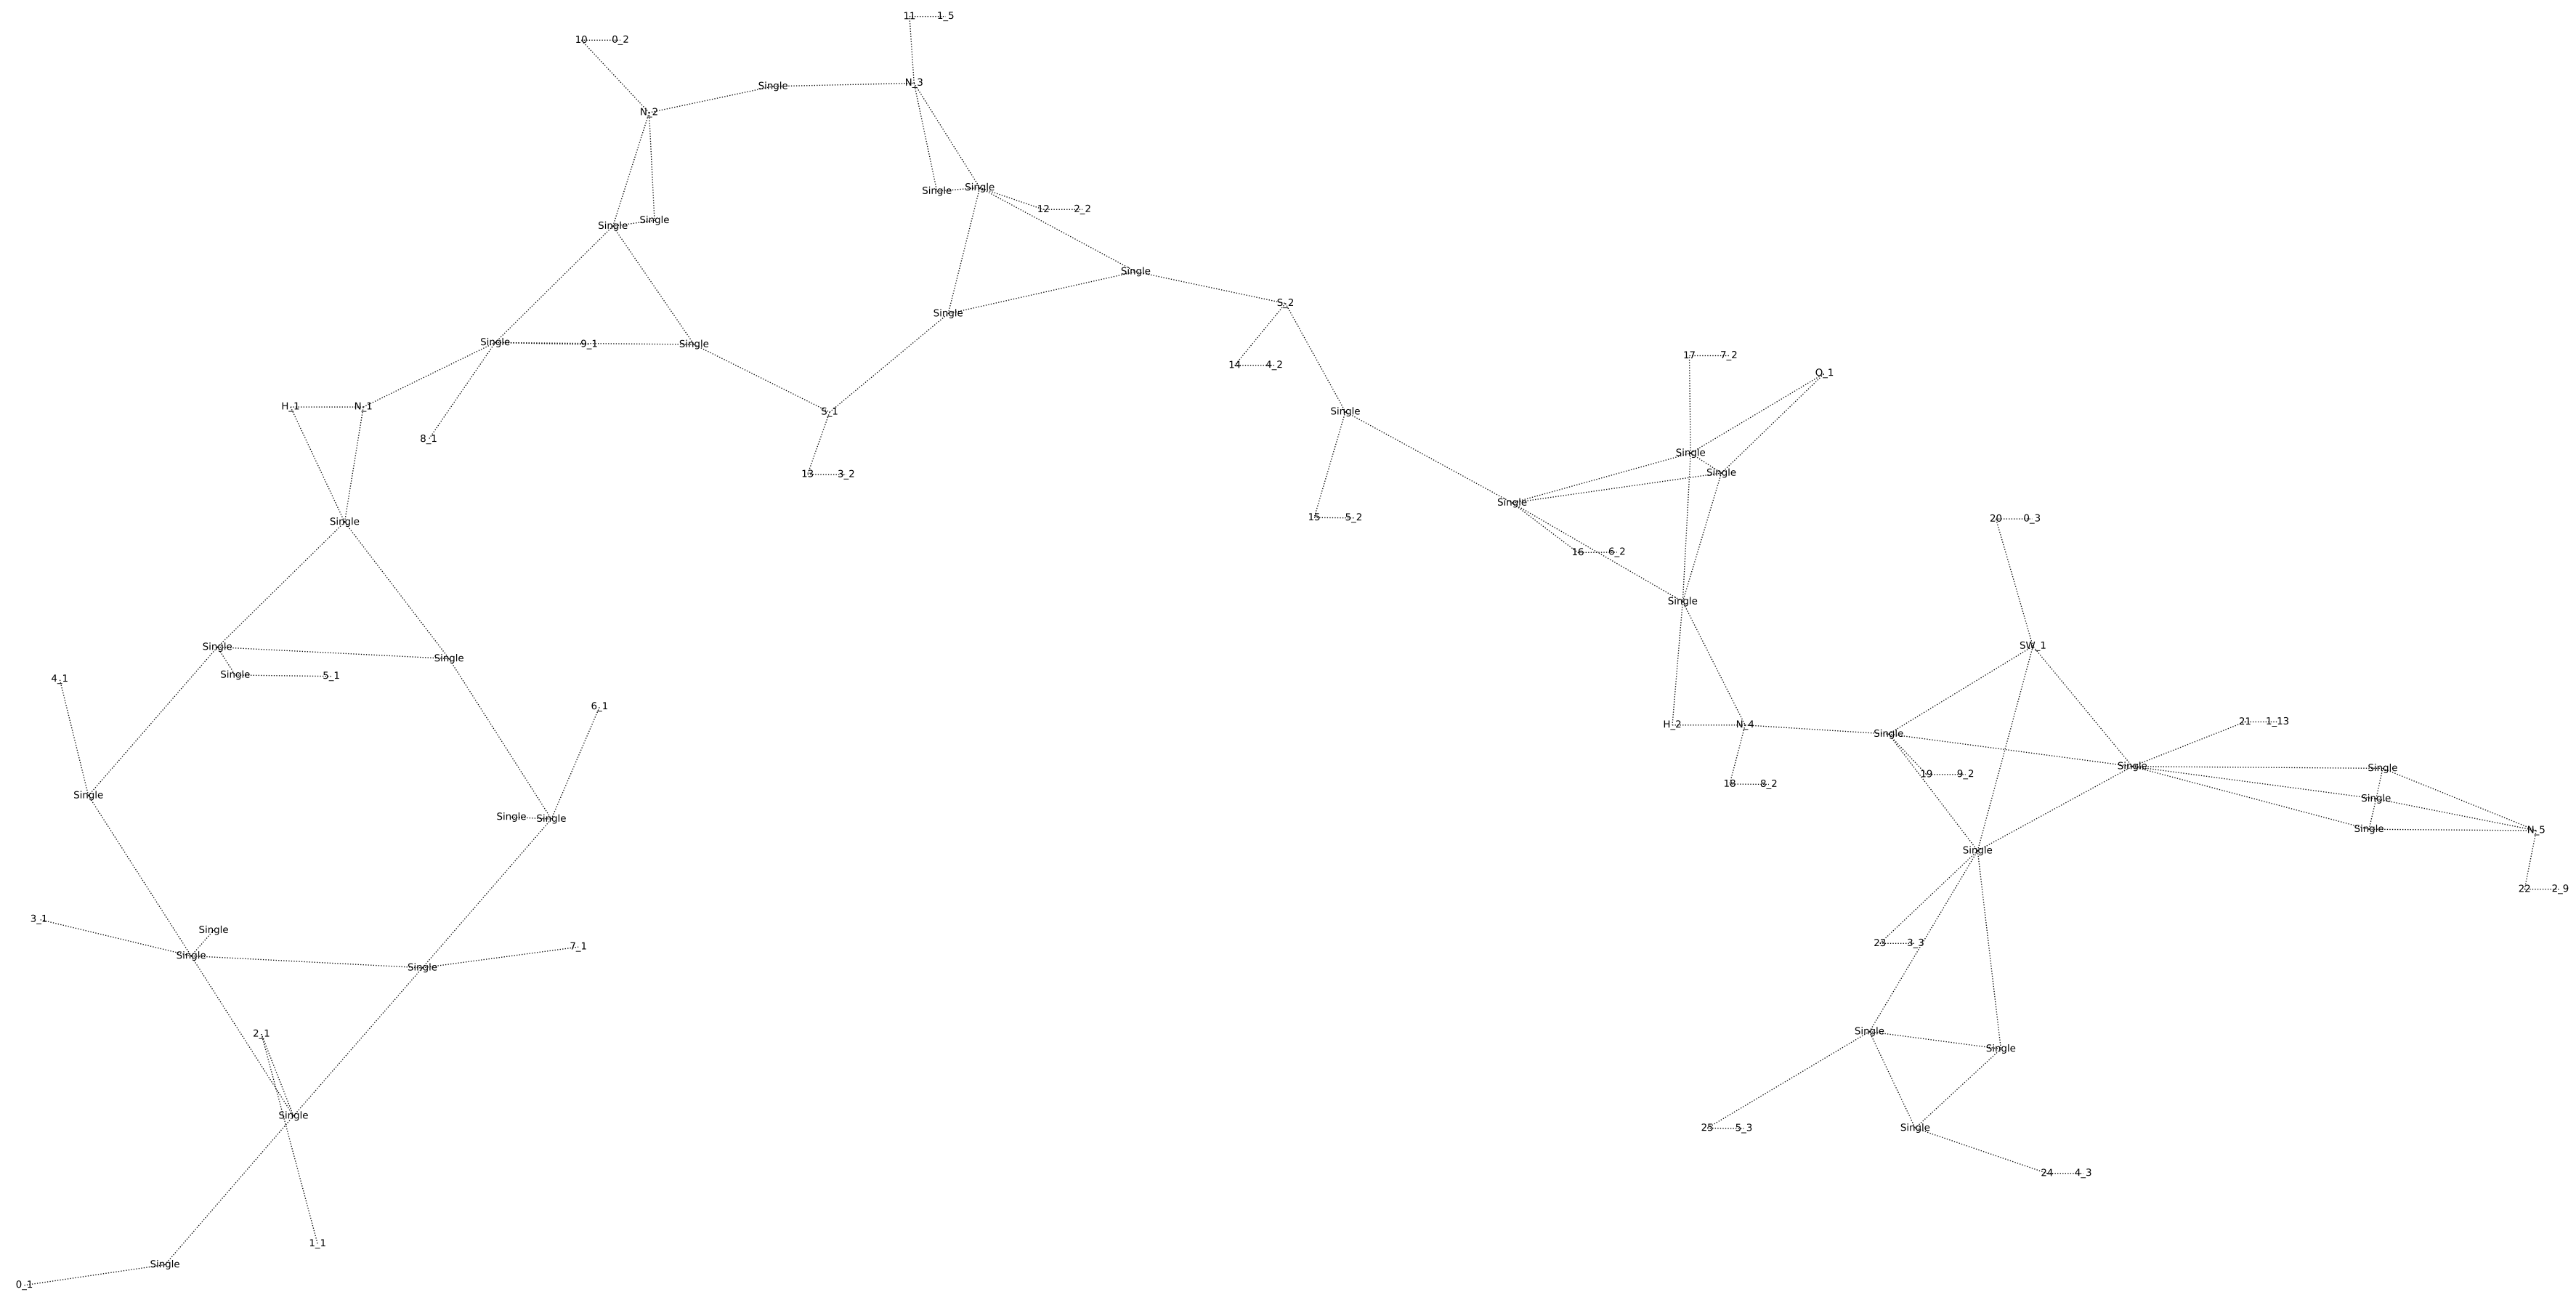 11 1_5
10 0_2
N_3
Single
N_2
Single
Single
12 2_2
Single
Single
Single
S_2
Single
Single
9_1
Single
17 7_2
14 4_2
O_1
H_1
N_1
S_1
Single
8_1
Single
Single
13 3_2
Single
15 5_2
20 0_3
Single
16 6_2
Single
SW_1
Single
Single
Single
5_1
4_1
6_1
21 1_13
H_2
N_4
Single
Single
Single
19 9_2
18 8_2
Single
Single
Single
Single
Single
N_5
Single
22 2_9
3_1
Single
23 3_3
7_1
Single
Single
Single
2_1
Single
Single
25 5_3
Single
24 4_3
1_1
Single
0_1